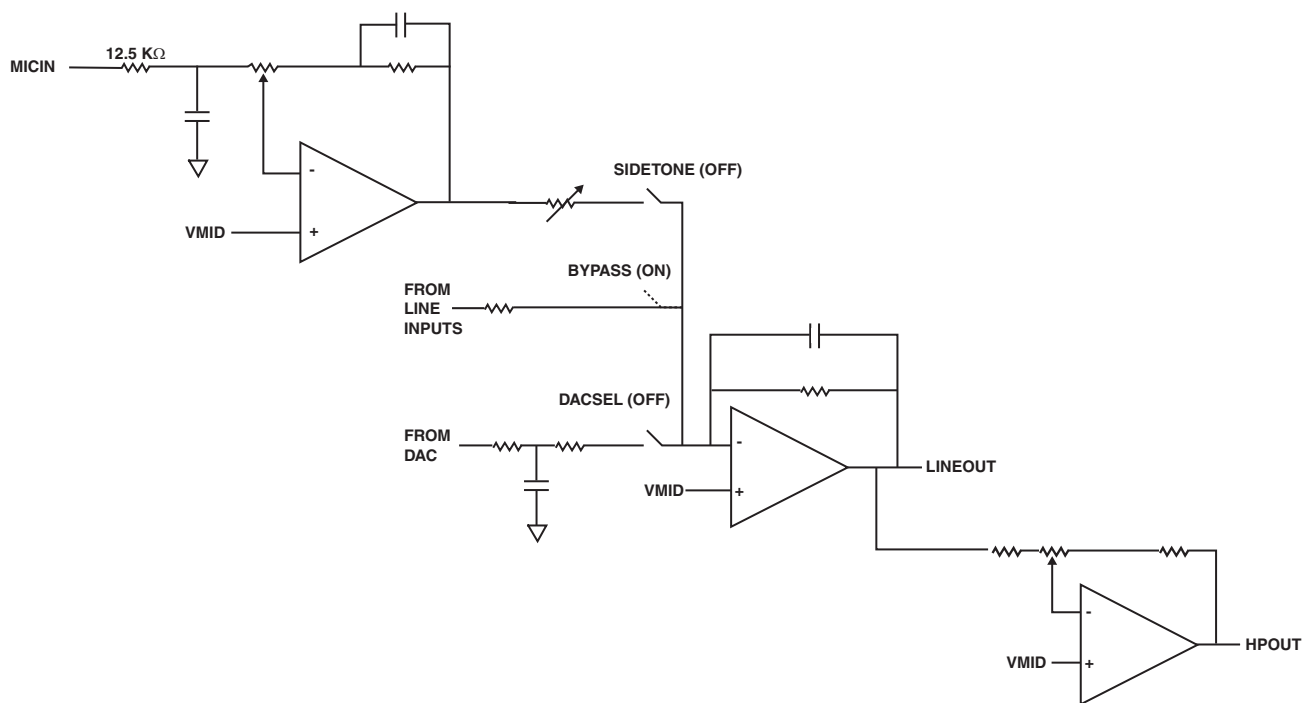 12.5 KΩ
MICIN
-
SIDETONE (OFF)
VMID
+
BYPASS (ON)
FROM
LINE
INPUTS
DACSEL (OFF)
FROM
DAC
-
LINEOUT
VMID
+
-
HPOUT
VMID
+